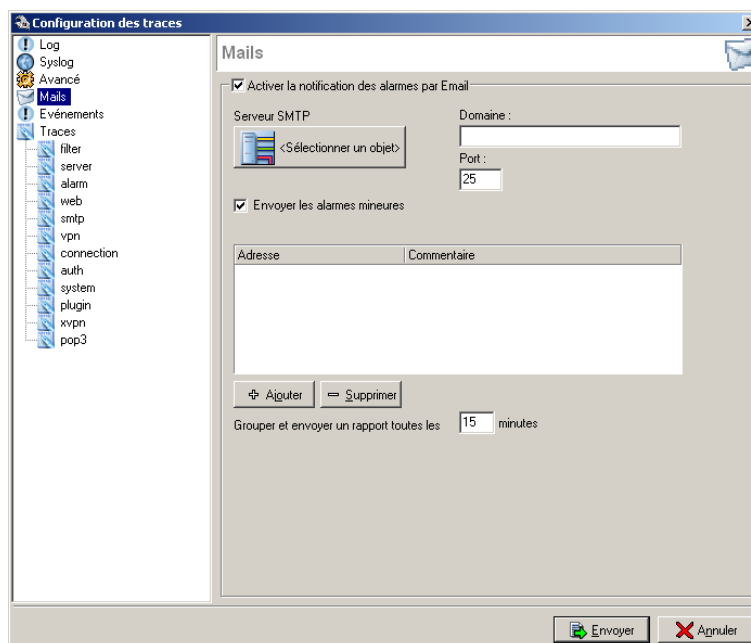 Configuration des traces
Log
Syslog
Avancé
Mails
Evénements
Traces
filter
server
alarm
web
smtp
vpn
connection
auth
system
plugin
xvpn
pop3
Mails
Activer la notification des alarmes par Email
Serveur SMTP
<Sélectionner un objet>
Domaine :
Port :
25
Envoyer les alarmes mineures
Adresse Commentaire
Ajouter Supprimer
Grouper et envoyer un rapport toutes les 15 minutes
Envoyer Annuler